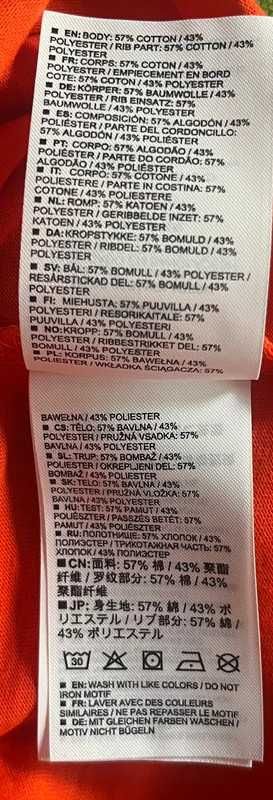 ■ EN: BODY: 57% COTTON / 43%
POLYESTER / RIB PART: 57% COTTON / 43%
POLYESTER
■ FR: CORPS: 57% COTON / 43%
POLYESTER / EMPIECEMENT EN BORD
COTE: 57% COTON / 43% POLYESTER
■ DE: KÖRPER: 57% BAUMWOLLE / 43%
POLYESTER / RIB EINSATZ: 57%
BAUMWOLLE / 43% POLYESTER
■ ES: COMPOSICIÓN: 57% ALGODÓN / 43%
POLIÉSTER / PARTE DEL CORDONCILLO:
57% ALGODÓN / 43% POLIÉSTER
■ PT: CORPO: 57% ALGODÃO / 43%
POLIÉSTER / PARTE DO CORDÃO: 57%
ALGODÃO / 43% POLIÉSTER
■ IT: CORPO: 57% COTONE / 43%
POLIESTERE / PARTE IN COSTINA: 57%
COTONE / 43% POLIESTERE
■ NL: ROMP: 57% KATOEN / 43%
POLYESTER / GERIBBELDE INZET: 57%
KATOEN / 43% POLYESTER
■ DA: KROPSTYKKE: 57% BOMULD / 43%
POLYESTER / RIBDEL: 57% BOMULD / 43%
POLYESTER
■ SV: BÅL: 57% BOMULL / 43% POLYESTER /
RESÅRSTICKAD DEL: 57% BOMULL / 43%
POLYESTER
■ FI: MIEHUSTA: 57% PUUVILLA / 43%
POLYESTERI / RESORIKAITALE: 57%
PUUVILLA / 43% POLYESTERI
■ NO: KROPP: 57% BOMULL / 43%
POLYESTER / RIBBESTRIKKET DEL: 57%
BOMULL / 43% POLYESTER
■ PL: KORPUS: 57% BAWEŁNA / 43%
POLIESTER / WKŁADKA ŚCIĄGACZA: 57%
BAWEŁNA / 43% POLIESTER
■ CS: TĚLO: 57% BAVLNA / 43%
POLYESTER / PRUŽNÁ VSADKA: 57%
BAVLNA / 43% POLYESTER
■ SL: TRUP: 57% BOMBAŽ / 43%
POLIESTER / OKREPLJENI DEL: 57%
BOMBAŽ / 43% POLIESTER
■ SK: TELO: 57% BAVLNA / 43%
POLYESTER / PRUŽNÁ VLOŽKA: 57%
BAVLNA / 43% POLYESTER
■ HU: TEST: 57% PAMUT / 43%
POLIÉSZTER / PASSZÉS BETÉT: 57%
PAMUT / 43% POLIÉSZTER
■ RU: ПОЛОТНИЩЕ: 57% ХЛОПОК / 43%
ПОЛИЭСТЕР / ТРИКОТАЖНАЯ ЧАСТЬ: 57%
ХЛОПОК / 43% ПОЛИЭСТЕР
■ CN: 面料: 57% 棉 / 43% 聚酯
纤维 / 罗纹部分: 57% 棉 / 43%
聚酯纤维
■ JP: 身生地: 57% 綿 / 43% ポ
リエステル / リブ部分: 57% 綿 /
43% ポリエステル
30
■ EN: WASH WITH LIKE COLORS / DO NOT
IRON MOTIF
■ FR: LAVER AVEC LES COULEURS
SIMILAIRES / NE PAS REPASSER LE MOTIF
■ DE: MIT GLEICHEN FARBEN WASCHEN /
MOTIV NICHT BÜGELN